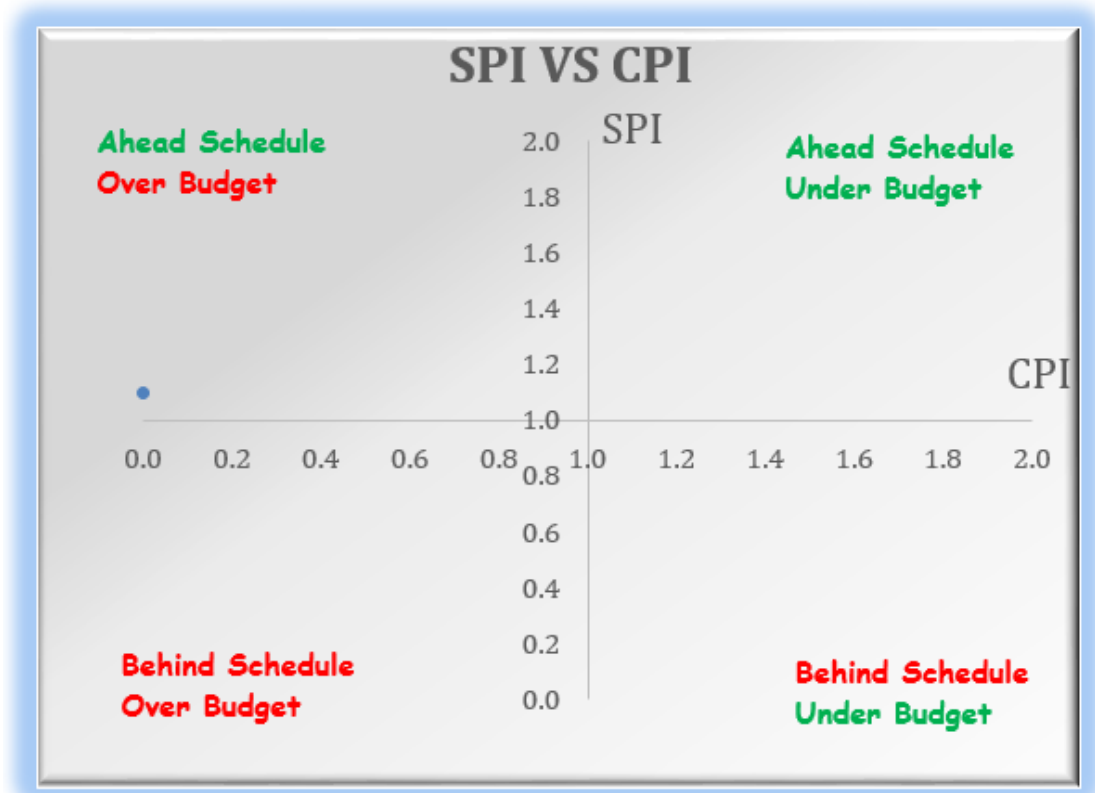 SPI VS CPI
Ahead Schedule
Over Budget
SPI
Ahead Schedule
Under Budget
2.0
1.8
1.6
1.4
1.2
1.0
0.8
0.6
0.4
0.2
0.0
CPI
0.0 0.2 0.4 0.6 0.8 1.0 1.2 1.4 1.6 1.8 2.0
Behind Schedule
Over Budget
Behind Schedule
Under Budget